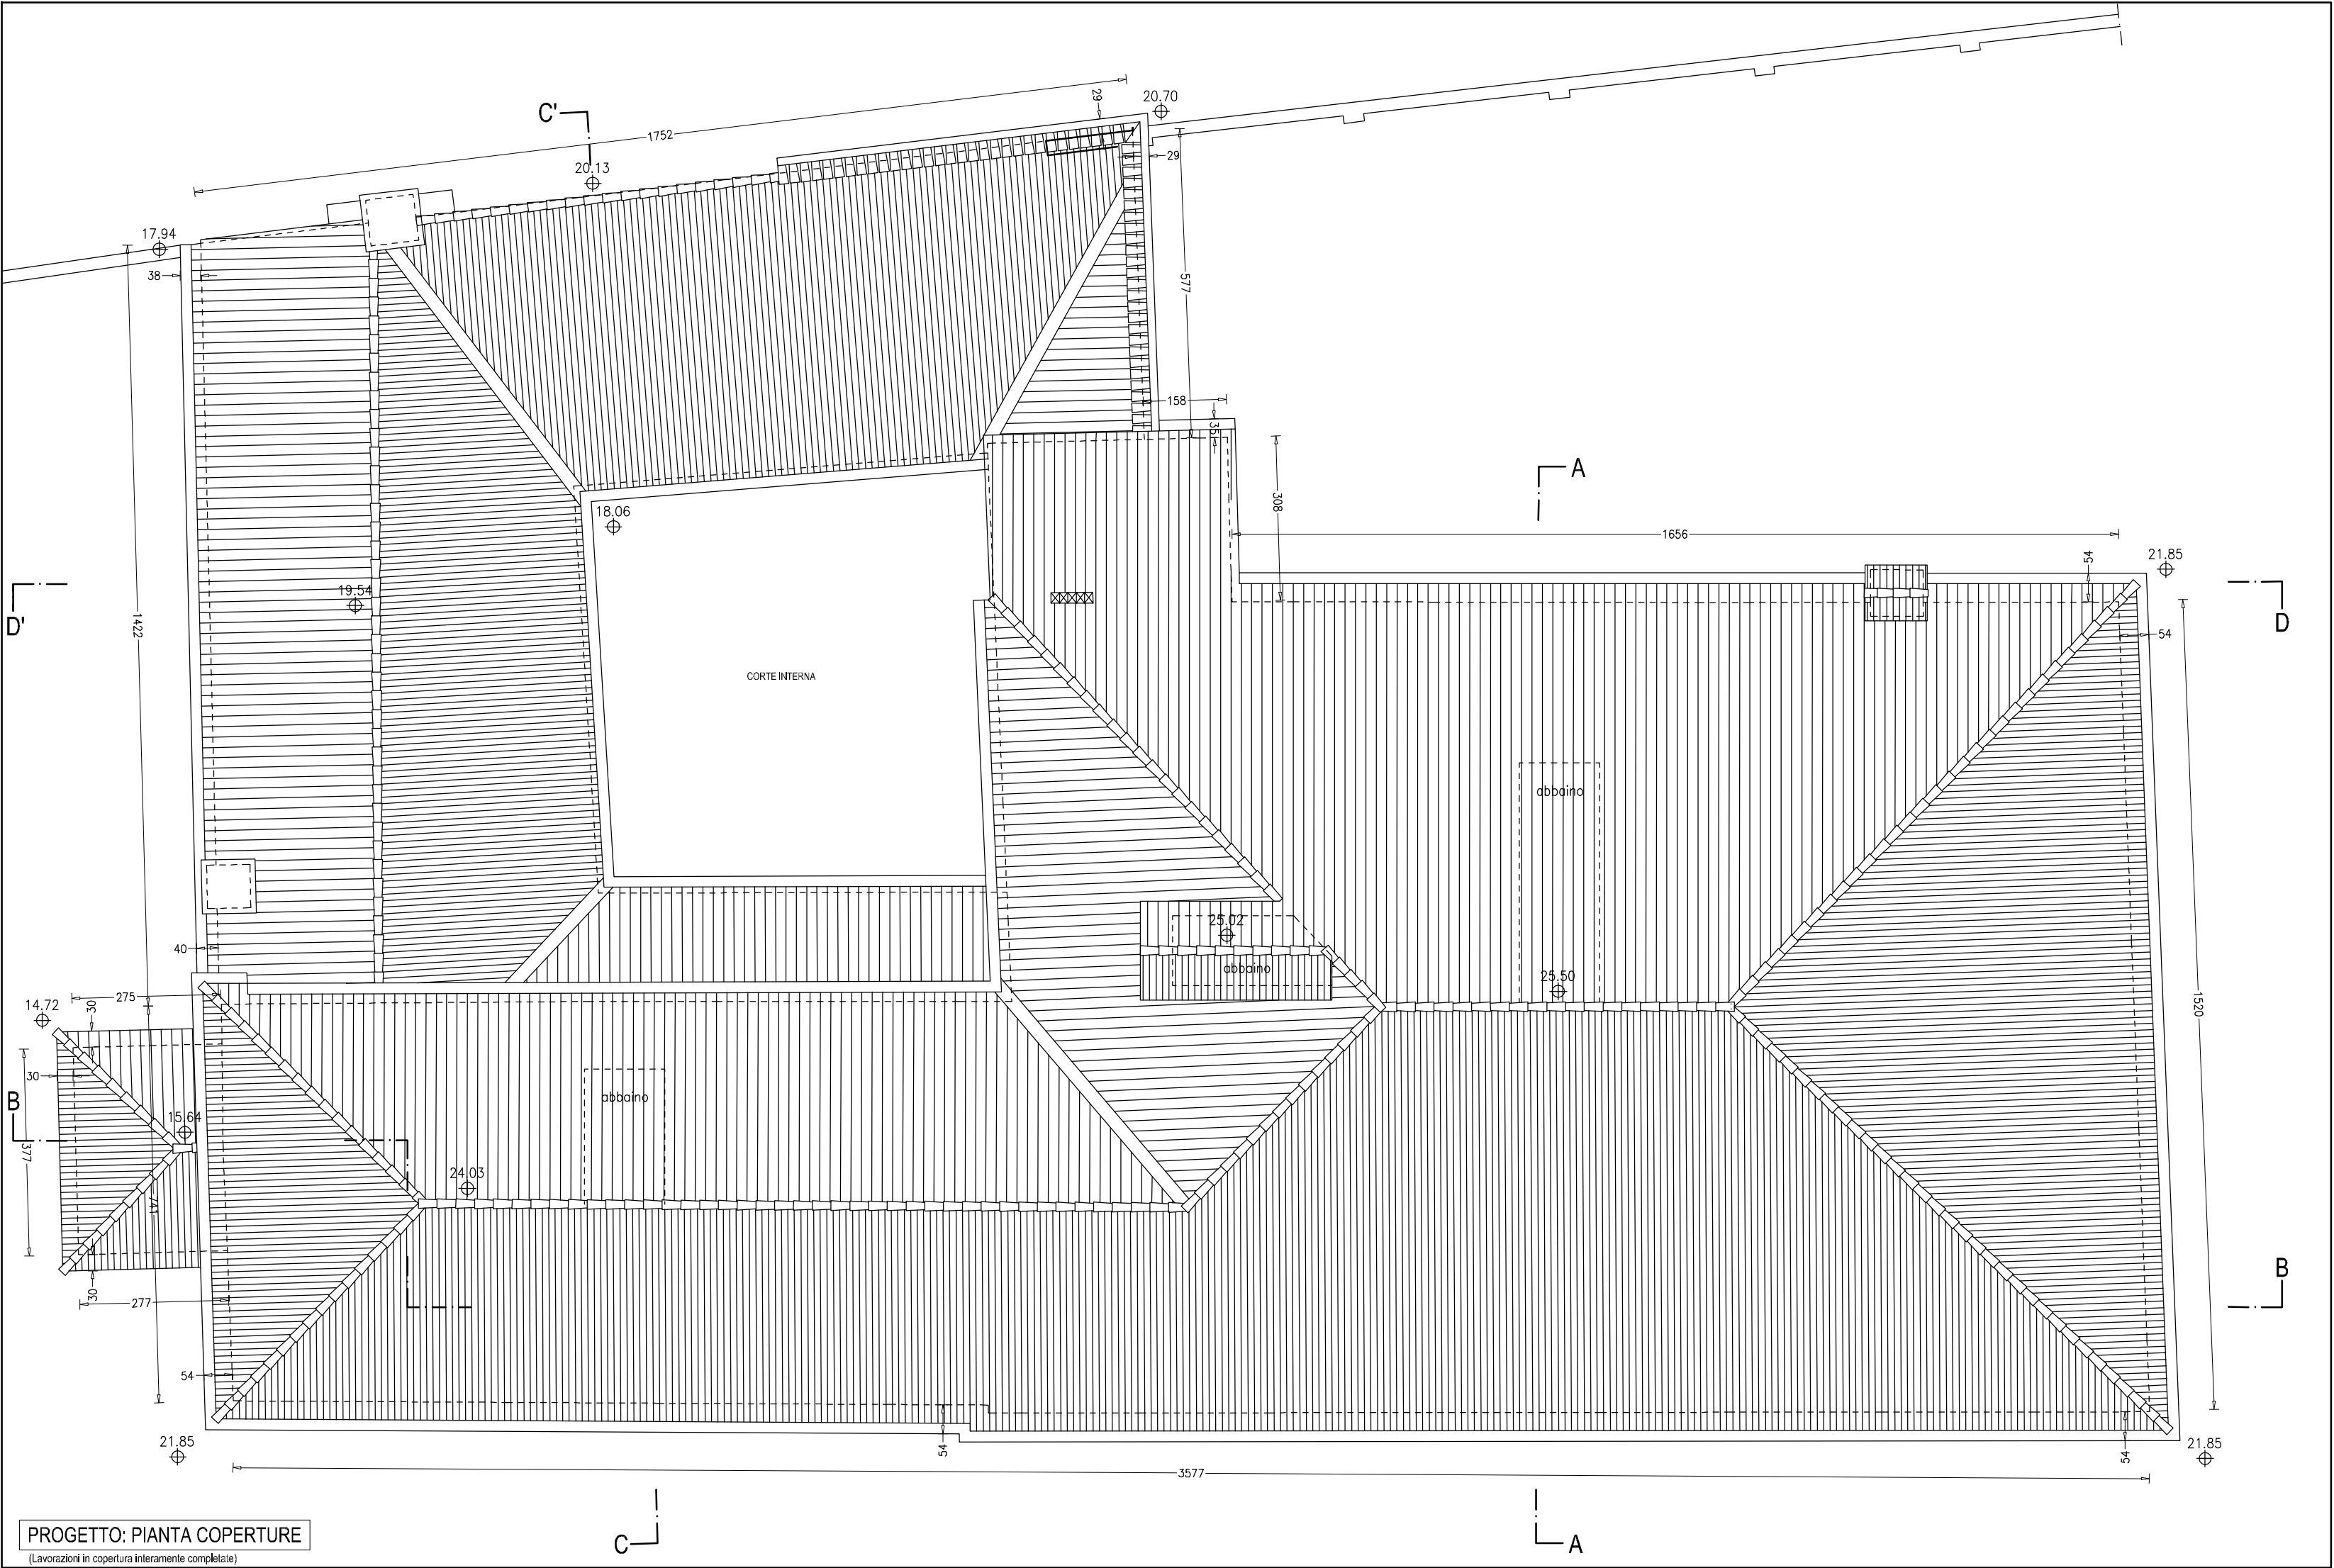 C'
1752
29
20.70
20.13
29
17.94
38
577
158
35
A
308
18.06
1656
54
21.85
D'
19.54
D
1422
54
CORTE INTERNA
abbaino
25.02
40
abbaino
25.50
275
30
14.72
1520
30
abbaino
B
15.64
377
24.03
741
B
30
277
54
21.85
54
54
21.85
3577
C
A
PROGETTO: PIANTA COPERTURE
(Lavorazioni in copertura interamente completate)